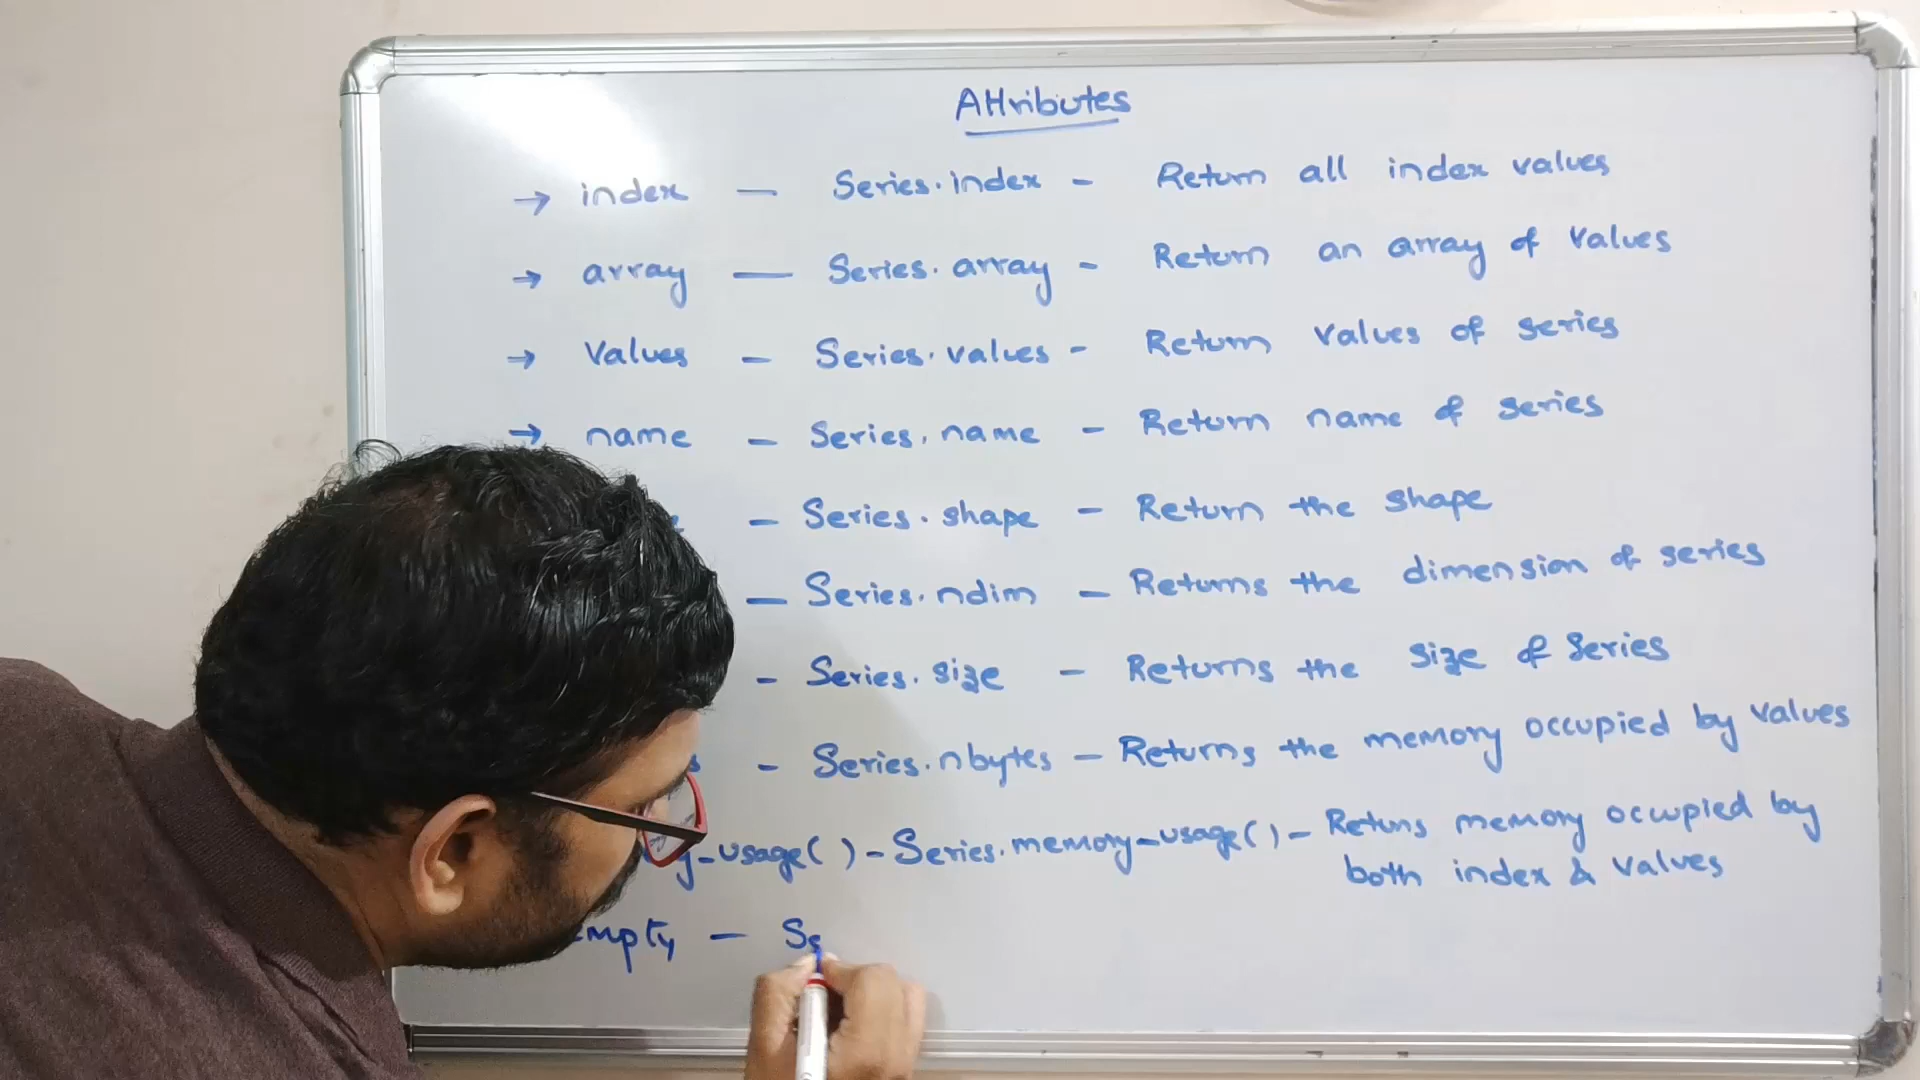 Attributes
→ index — Series.index - Return all index values
→ array — Series.array - Return an array of values
→ Values — Series.values - Return values of series
→ name — Series.name - Return name of series
— Series.shape - Return the shape
— Series.ndim — Returns the dimension of series
- Series.size - Returns the size of series
- Series.nbytes — Returns the memory occupied by values
y_usage() - Series.memory_usage() - Retuns memory occupied by
both index & values
empty — Se